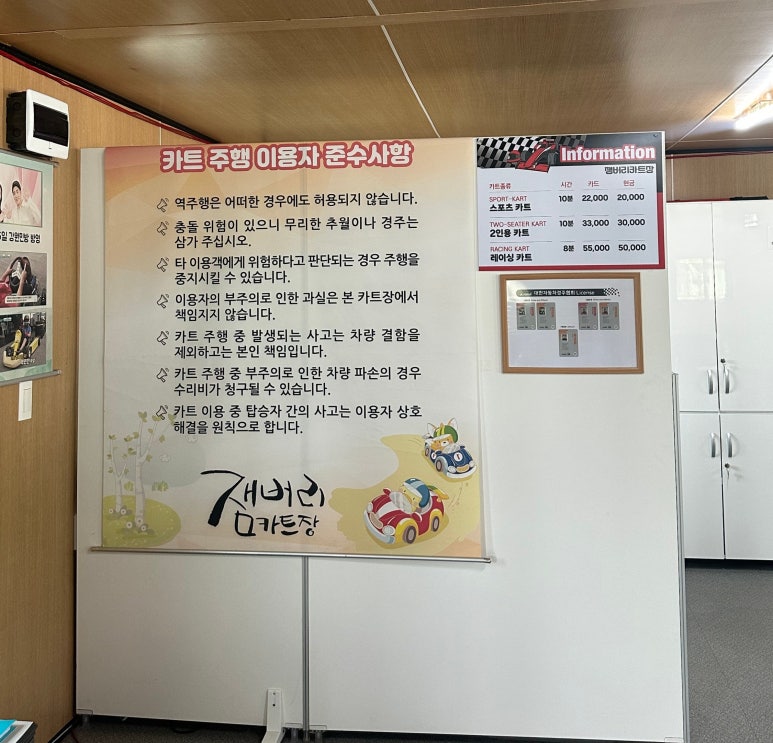 카트 주행 이용자 준수사항
역주행은 어떠한 경우에도 허용되지 않습니다.
충돌 위험이 있으니 무리한 추월이나 경주는
삼가 주십시오.
타 이용객에게 위험하다고 판단되는 경우 주행을
중지시킬 수 있습니다.
이용자의 부주의로 인한 과실은 본 카트장에서
책임지지 않습니다.
카트 주행 중 발생되는 사고는 차량 결함을
제외하고는 본인 책임입니다.
카트 주행 중 부주의로 인한 차량 파손의 경우
수리비가 청구될 수 있습니다.
카트 이용 중 탑승자 간의 사고는 이용자 상호
해결을 원칙으로 합니다.
잼버리
카트장
Information
잼버리카트장
카트종류 시간 카드 현금
SPORT-KART
스포츠 카트 10분 22,000 20,000
TWO-SEATER KART
2인용 카트 10분 33,000 30,000
RACING KART
레이싱 카트 8분 55,000 50,000
대한자동차경주협회 License